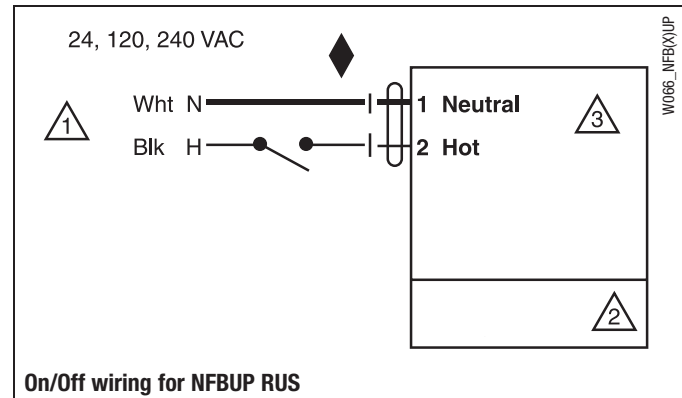 24, 120, 240 VAC
W066_NFB(X)UP
Wht N
1 Neutral
1
3
Blk H
2 Hot
2
On/Off wiring for NFBUP RUS